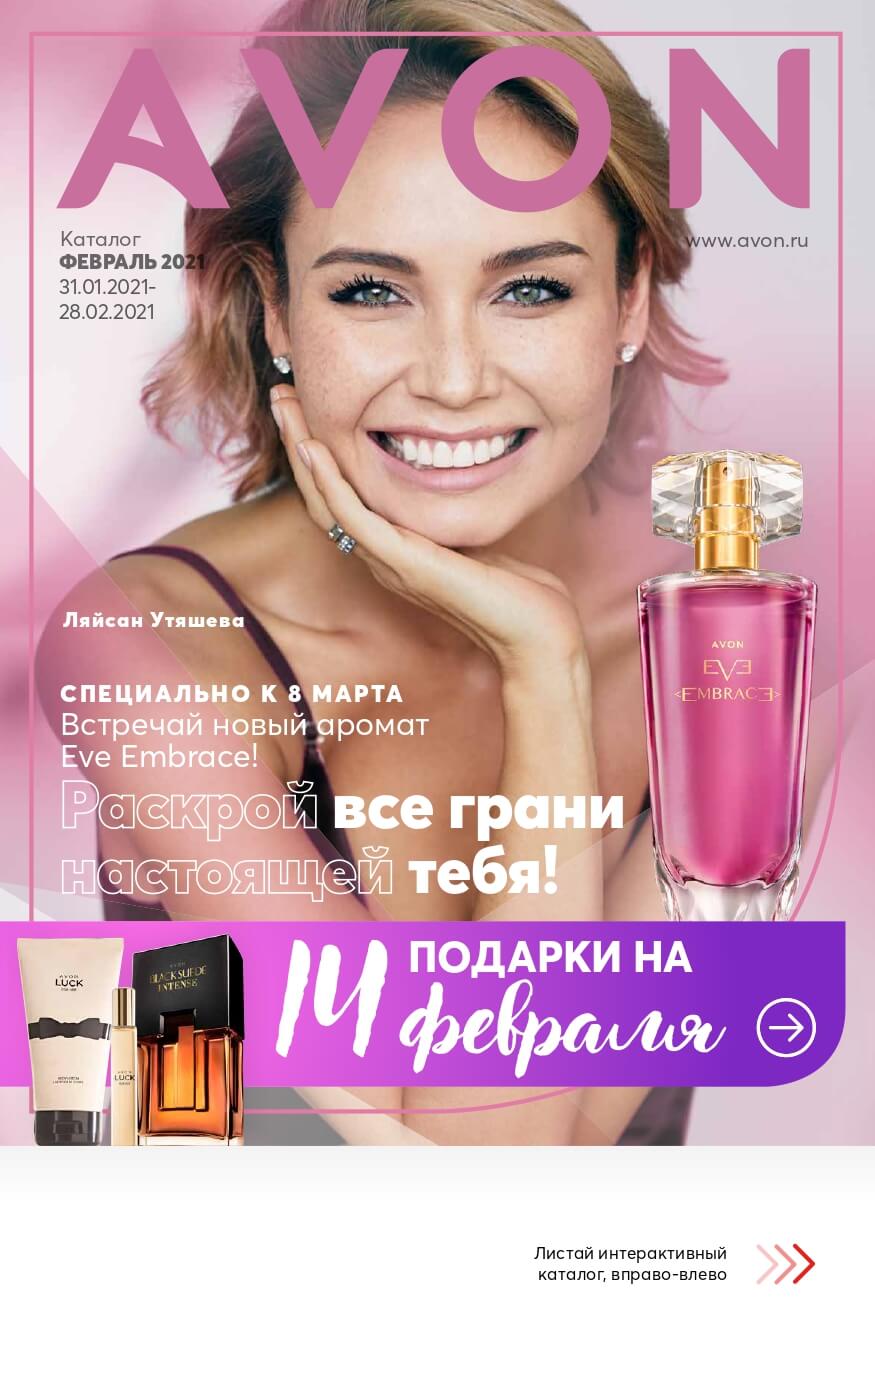 AVON
Каталог
ФЕВРАЛЬ 2021
31.01.2021-
28.02.2021
www.avon.ru
Ляйсан Утяшева
СПЕЦИАЛЬНО К 8 МАРТА
Встречай новый аромат
Eve Embrace!
Раскрой все грани
настоящей тебя!
AVON
EVE
<EMBRACE>
14 ПОДАРКИ НА
февраля
AVON
LUCK
LUCK
AVON
BLACK SUEDE
INTENSE
Листай интерактивный
каталог, вправо-влево